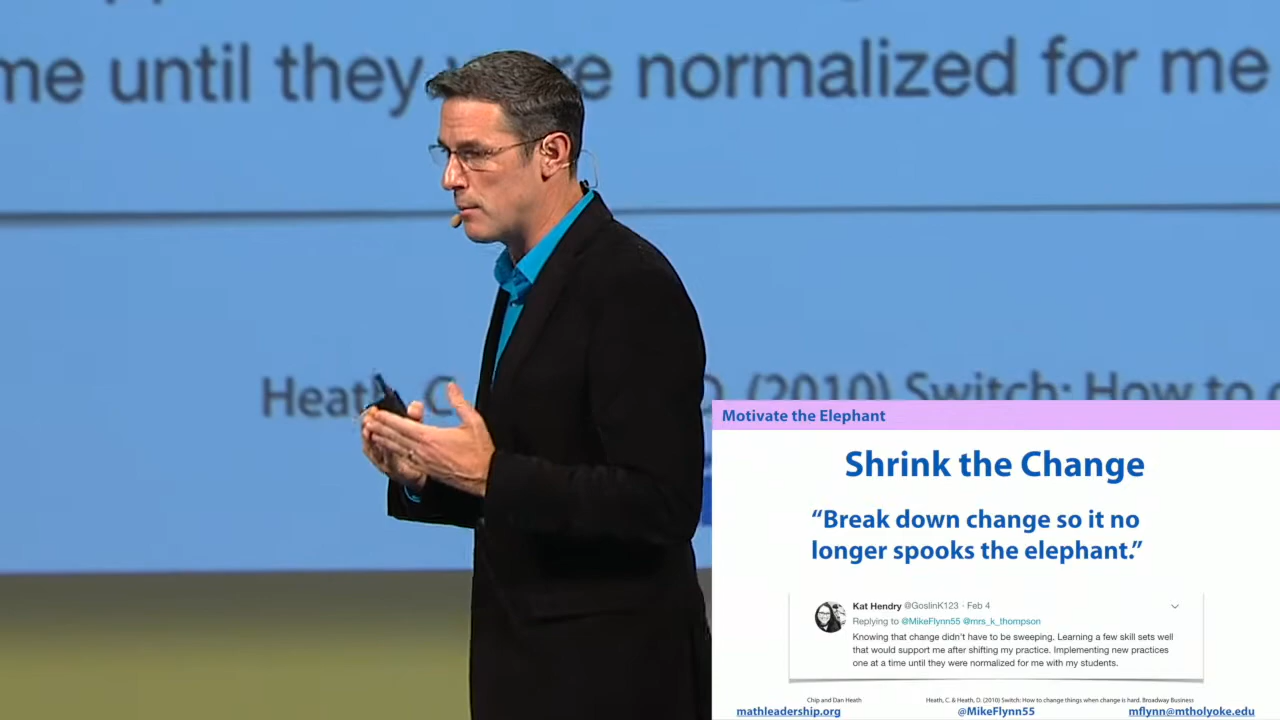 me until they were normalized for me
Heath, C D. (2010) Switch: How to
Motivate the Elephant
Shrink the Change
“Break down change so it no
longer spooks the elephant.”
Kat Hendry @GoslinK123 · Feb 4
Replying to @MikeFlynn55 @mrs_k_thompson
Knowing that change didn't have to be sweeping. Learning a few skill sets well
that would support me after shifting my practice. Implementing new practices
one at a time until they were normalized for me with my students.
Chip and Dan Heath
Heath, C. & Heath, D. (2010) Switch: How to change things when change is hard. Broadway Business
mathleadership.org
@MikeFlynn55
mflynn@mtholyoke.edu